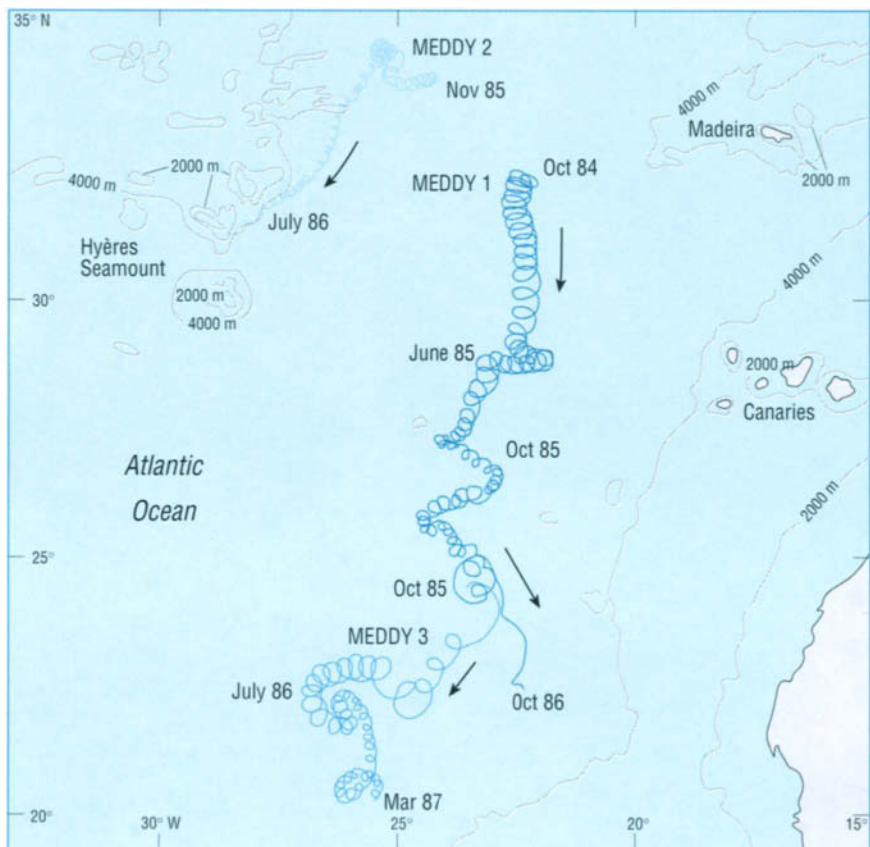 35° N
MEDDY 2
Nov 85
4000 m
Madeira
2000 m
2000 m
4000 m
MEDDY 1
Oct 84
July 86
Hyères
Seamount
4000 m
30°
2000 m
4000 m
June 85
2000 m
Canaries
Oct 85
Atlantic
Ocean
2000 m
25°
Oct 85
MEDDY 3
July 86
Oct 86
Mar 87
20°
30° W
25°
20°
15°